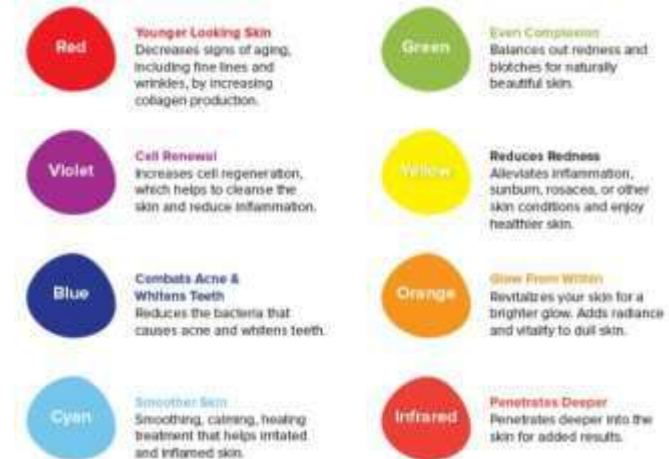 Red
Younger Looking Skin
Decreases signs of aging,
including fine lines and
wrinkles, by increasing
collagen production.
Green
Even Complexion
Balances out redness and
blotches for naturally
beautiful skin.
Violet
Cell Renewal
Increases cell regeneration,
which helps to cleanse the
skin and reduce inflammation.
Yellow
Reduces Redness
Alleviates inflammation,
sunburn, rosacea, or other
skin conditions and enjoy
healthier skin.
Blue
Combats Acne &
Whitens Teeth
Reduces the bacteria that
causes acne and whitens teeth.
Orange
Glow From Within
Revitalizes your skin for a
brighter glow. Adds radiance
and vitality to dull skin.
Cyan
Smoother Skin
Smoothing, calming, healing
treatment that helps irritated
and inflamed skin.
Infrared
Penetrates Deeper
Penetrates deeper into the
skin for added results.